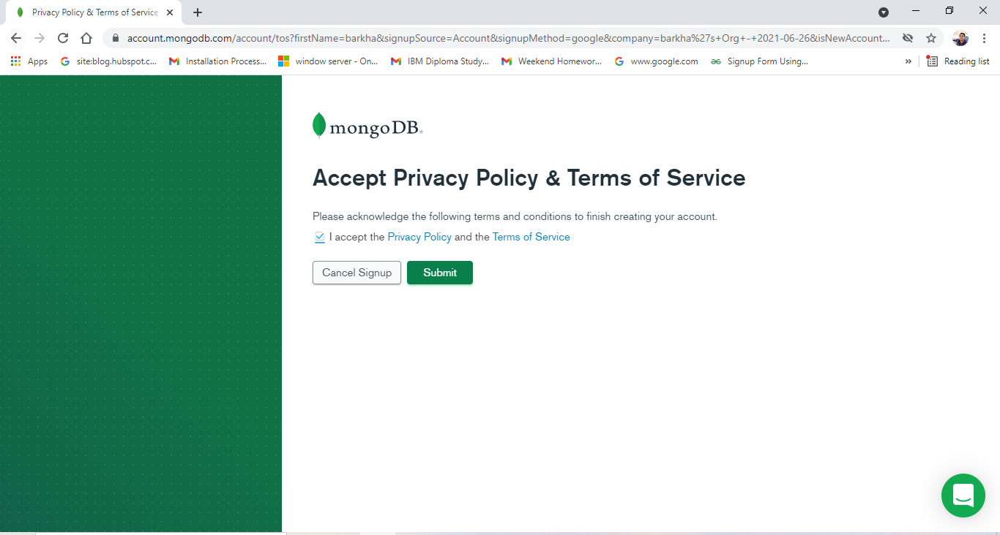 Privacy Policy & Terms of Service
account.mongodb.com/account/tos?firstName=barkha&signupSource=Account&signupMethod=google&company=barkha%27s+Org+-+2021-06-26&isNewAccount...
Apps site:blog.hubspot.c... Installation Process... window server - On... IBM Diploma Study... Weekend Homewor... www.google.com Signup Form Using... » Reading list
mongoDB®
Accept Privacy Policy & Terms of Service
Please acknowledge the following terms and conditions to finish creating your account.
I accept the Privacy Policy and the Terms of Service
Cancel Signup Submit